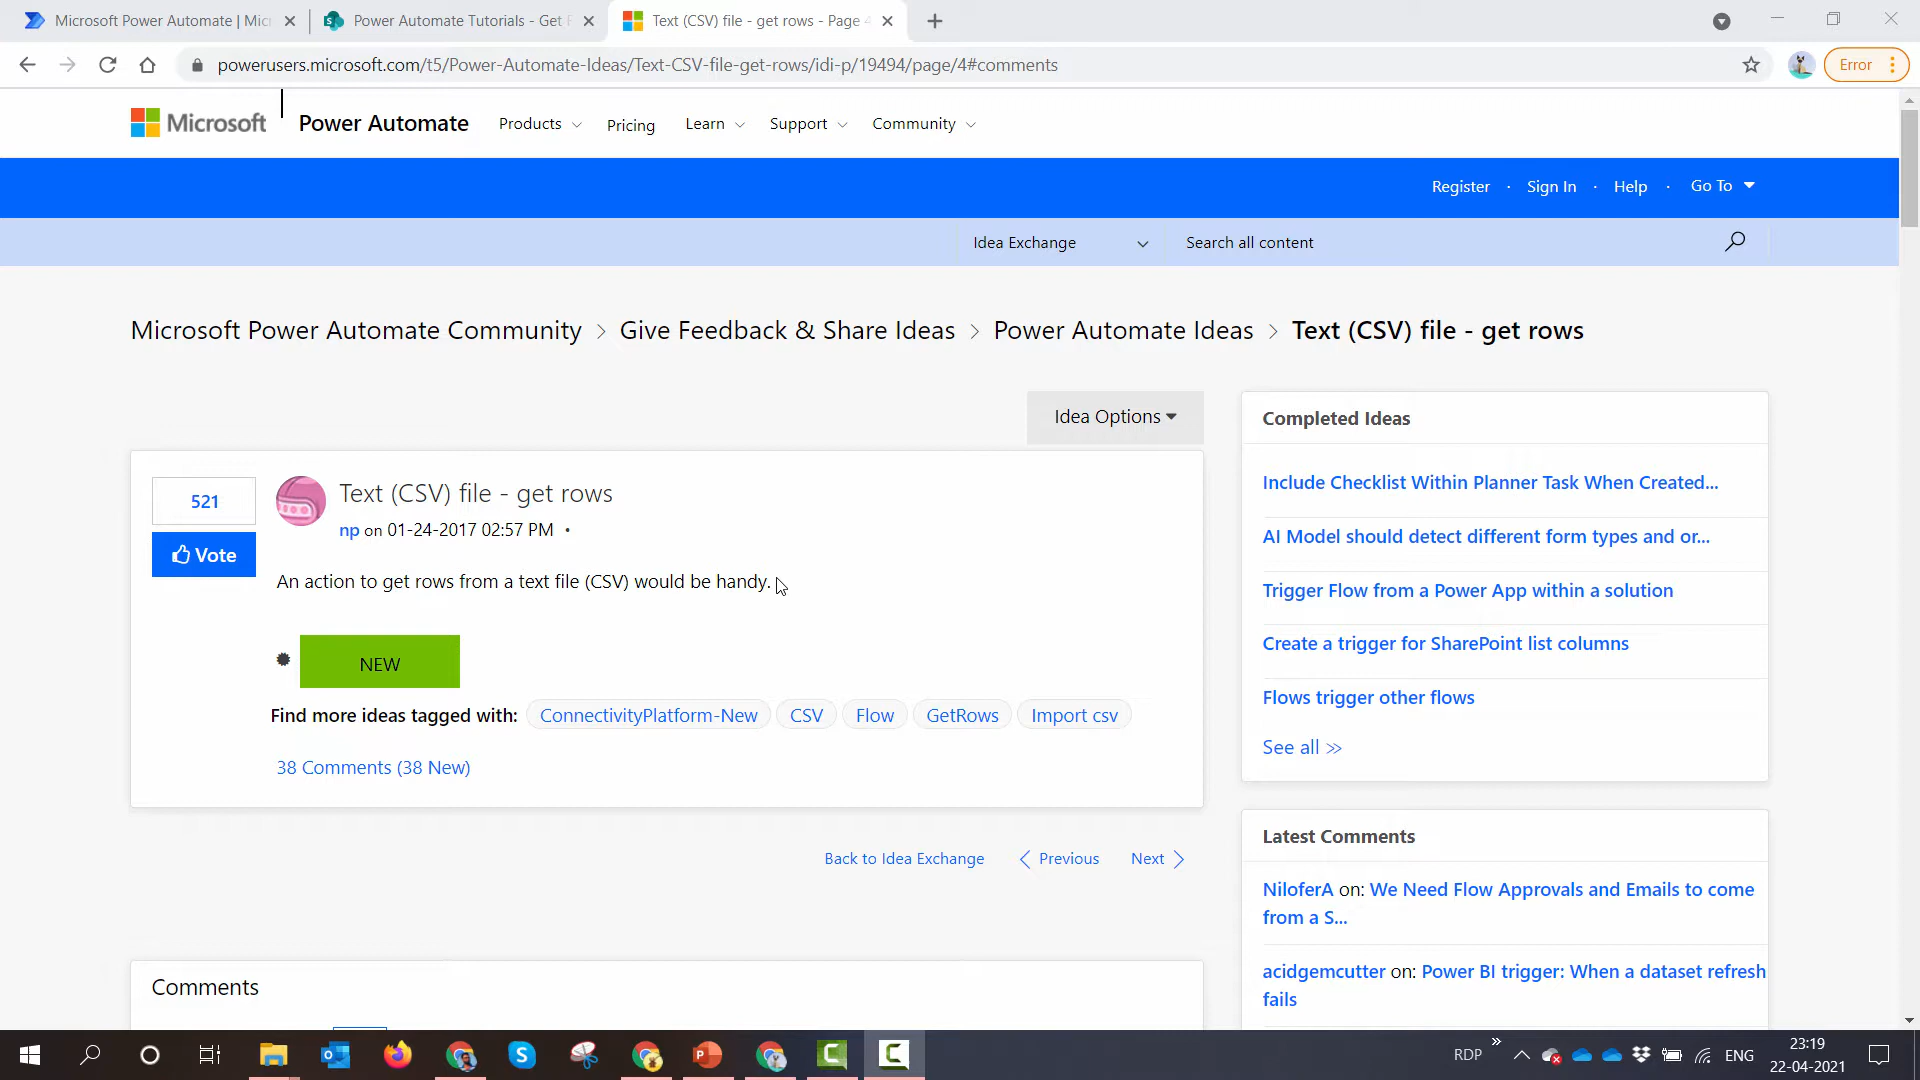 Microsoft Power Automate | Mic
Power Automate Tutorials - Get F
Text (CSV) file - get rows - Page 4
powerusers.microsoft.com/t5/Power-Automate-Ideas/Text-CSV-file-get-rows/idi-p/19494/page/4#comments
Error
Microsoft
Power Automate
Products
Pricing
Learn
Support
Community
Register · Sign In · Help · Go To
Idea Exchange
Search all content
Microsoft Power Automate Community > Give Feedback & Share Ideas > Power Automate Ideas > Text (CSV) file - get rows
Idea Options
521
Vote
Text (CSV) file - get rows
np on 01-24-2017 02:57 PM •
An action to get rows from a text file (CSV) would be handy.
NEW
Find more ideas tagged with: ConnectivityPlatform-New CSV Flow GetRows Import csv
38 Comments (38 New)
Back to Idea Exchange
Previous
Next
Comments
Completed Ideas
Include Checklist Within Planner Task When Created...
AI Model should detect different form types and or...
Trigger Flow from a Power App within a solution
Create a trigger for SharePoint list columns
Flows trigger other flows
See all >>
Latest Comments
NiloferA on: We Need Flow Approvals and Emails to come
from a S...
acidgemcutter on: Power BI trigger: When a dataset refresh
fails
RDP
ENG
23:19
22-04-2021